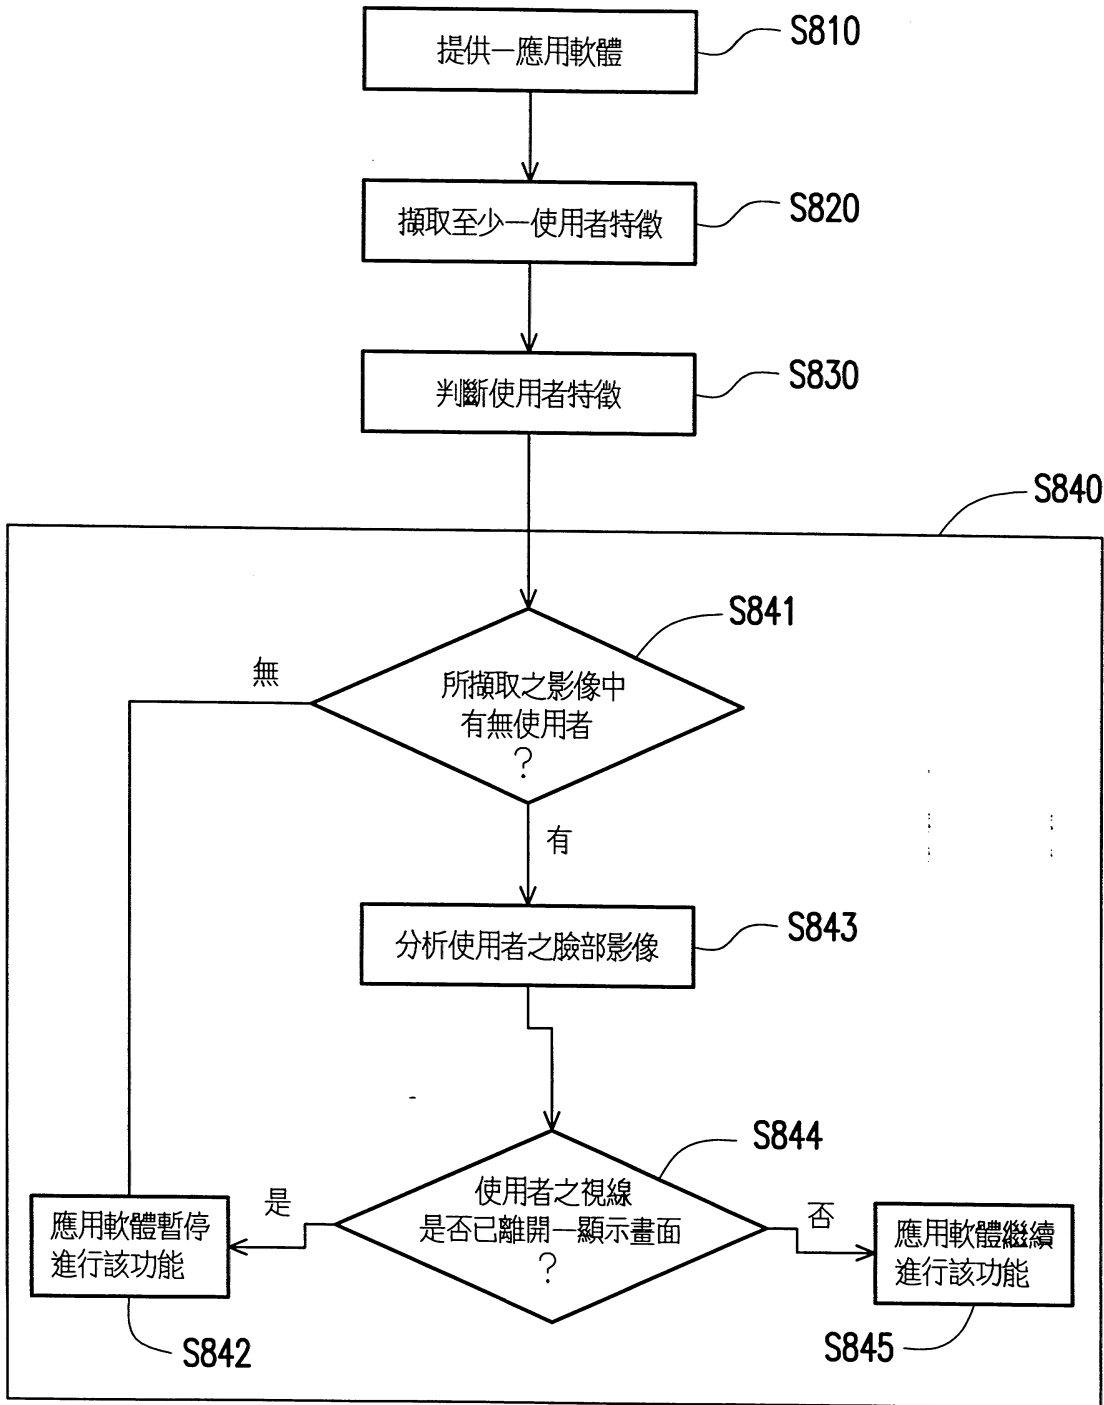 提供一應用軟體
S810
擷取至少一使用者特徵
S820
判斷使用者特徵
S830
S840
S841
無
所擷取之影像中
有無使用者
?
有
分析使用者之臉部影像
S843
S844
使用者之視線
是否已離開一顯示畫面
?
是
否
應用軟體暫停
進行該功能
應用軟體繼續
進行該功能
S842
S845